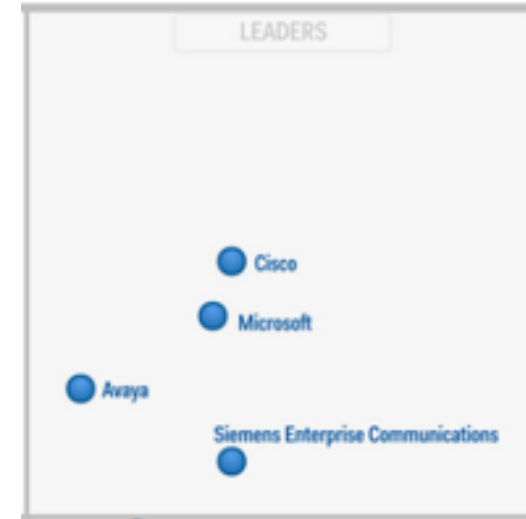 LEADERS
Cisco
Microsoft
Avaya
Siemens Enterprise Communications